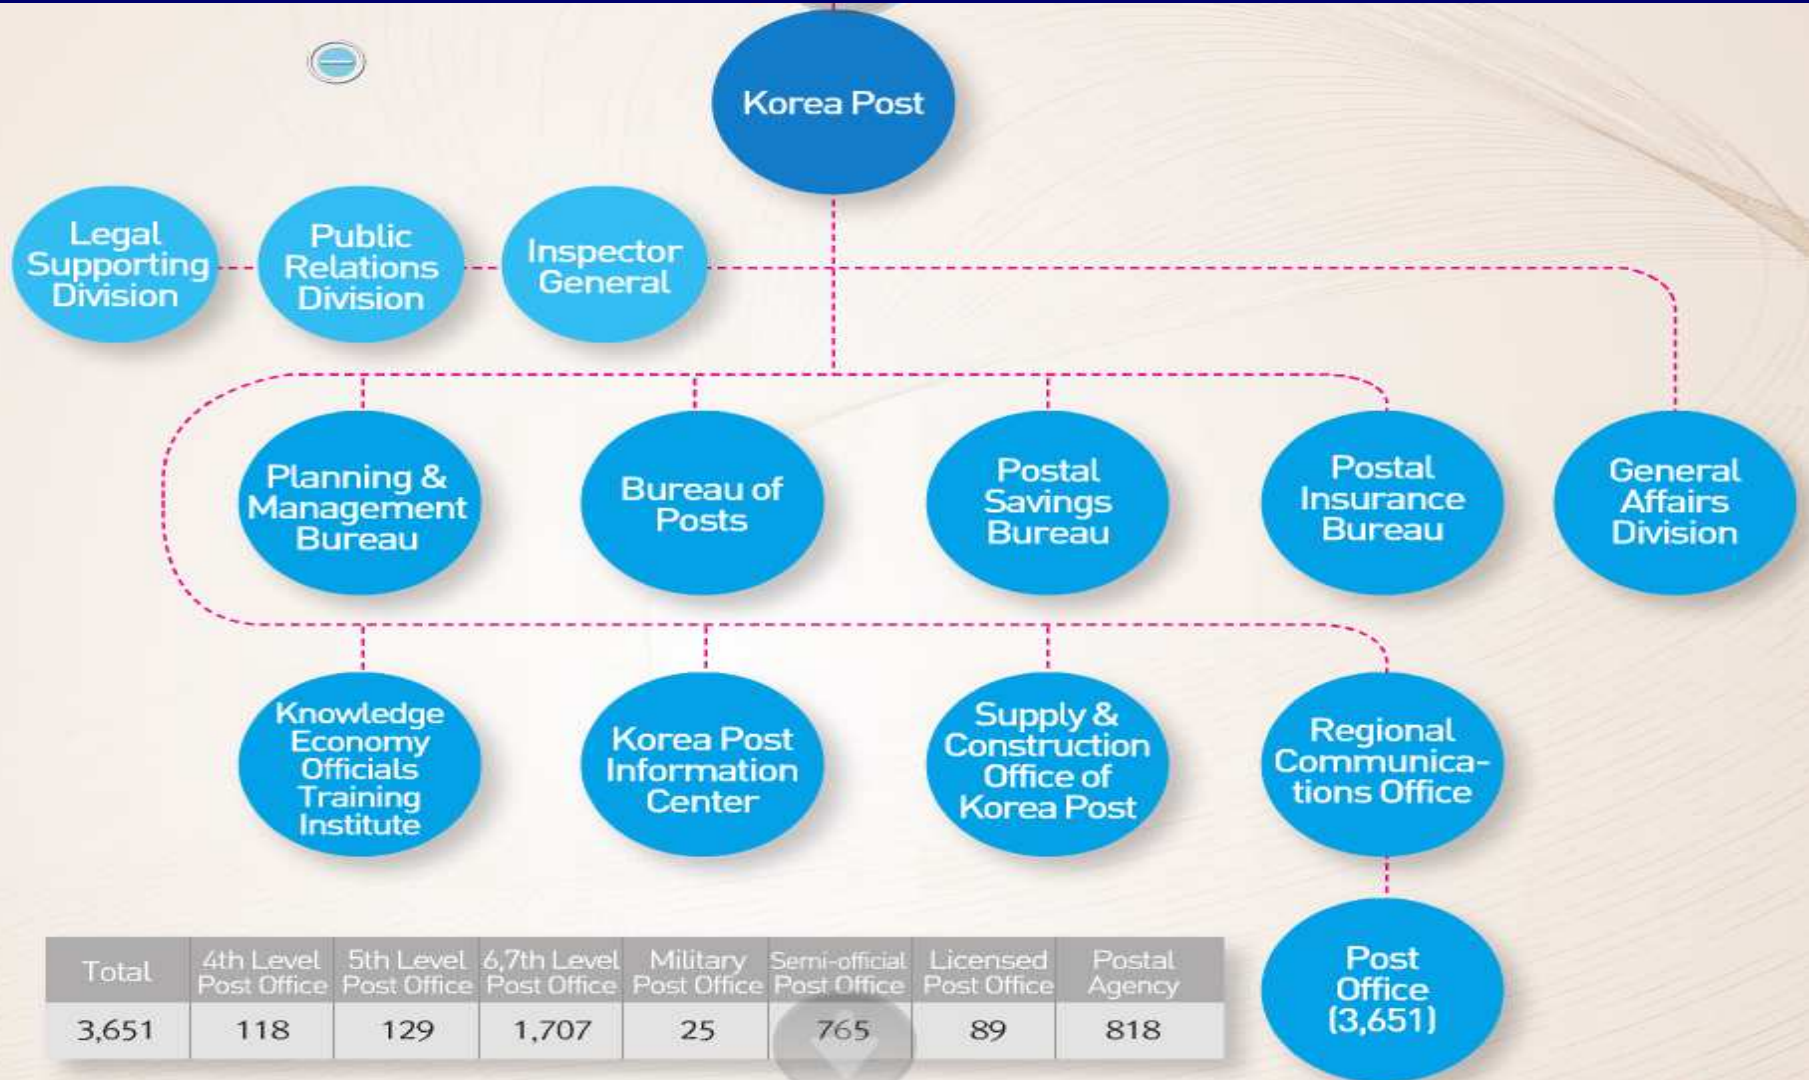 Korea Post
Legal
Supporting
Division
Public
Relations
Division
Inspector
General
Planning &
Management
Bureau
Bureau of
Posts
Postal
Savings
Bureau
Postal
Insurance
Bureau
General
Affairs
Division
Knowledge
Economy
Officials
Training
Institute
Korea Post
Information
Center
Supply &
Construction
Office of
Korea Post
Regional
Communica-
tions Office
Post
Office
(3,651)
Total
4th Level
Post Office
5th Level
Post Office
6,7th Level
Post Office
Military
Post Office
Semi-official
Post Office
Licensed
Post Office
Postal
Agency
3,651 118 129 1,707 25 765 89 818